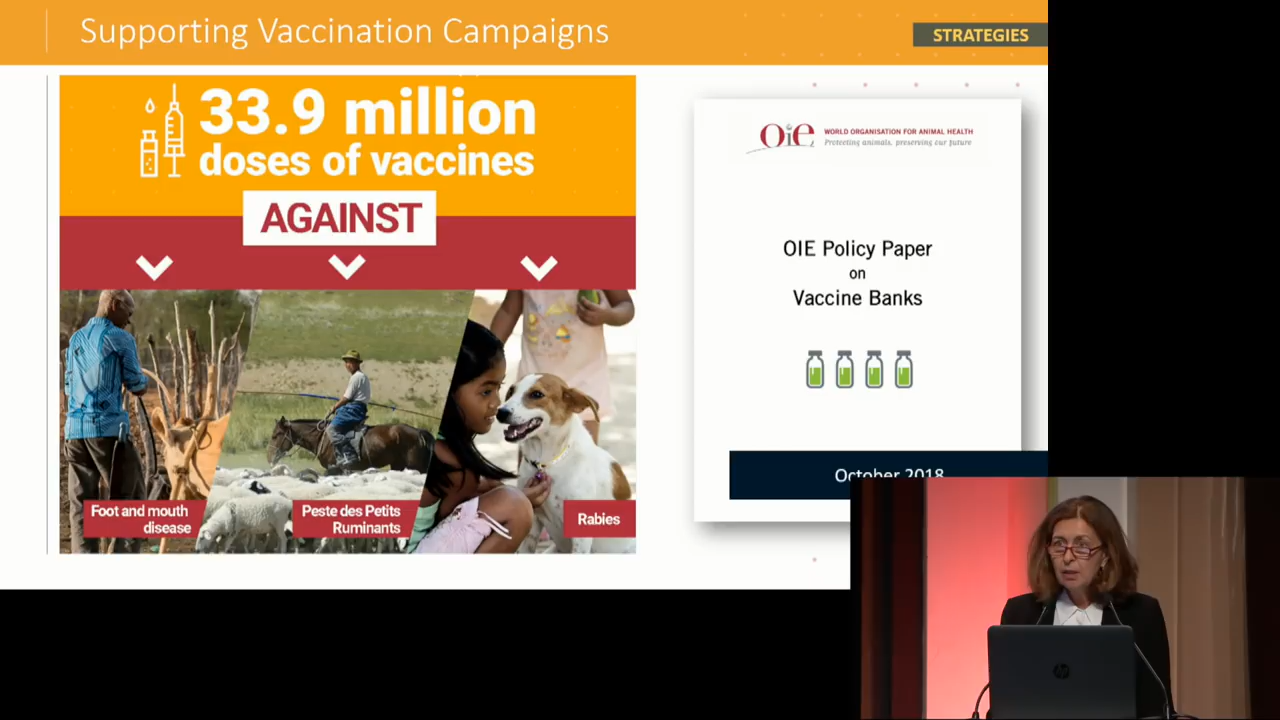 Supporting Vaccination Campaigns
STRATEGIES
33.9 million
doses of vaccines
AGAINST
Foot and mouth
disease
Peste des Petits
Ruminants
Rabies
OiE
WORLD ORGANISATION FOR ANIMAL HEALTH
Protecting animals, preserving our future
OIE Policy Paper
on
Vaccine Banks
October 2018
hp